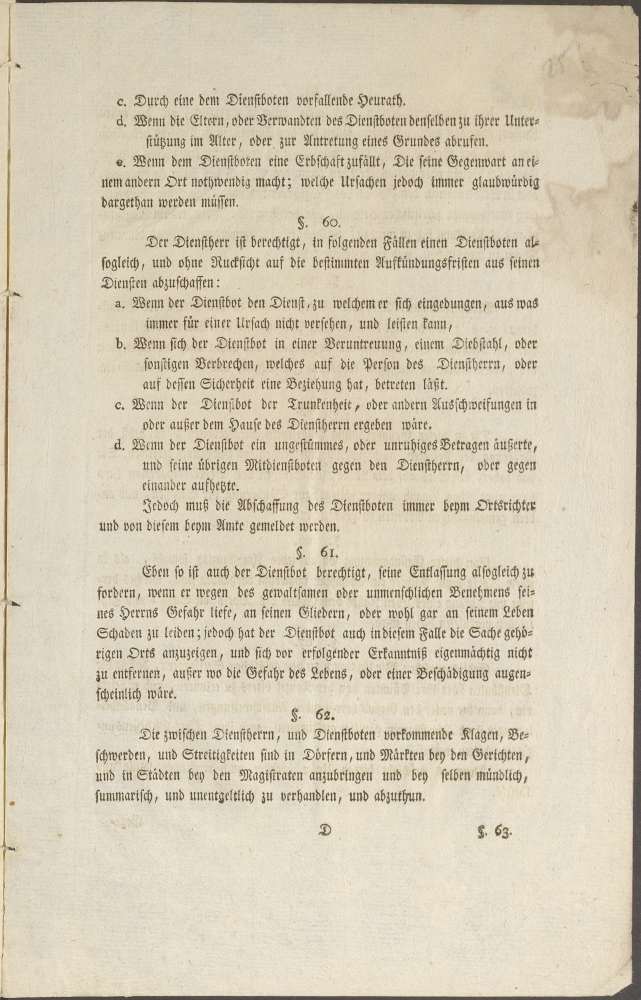 c. Durch eine dem Dienstboten vorfallende Heurath.
d. Wenn die Eltern, oder Verwandten des Dienstboten denselben zu ihrer Unter-
stützung im Alter, oder zur Antretung eines Grundes abrufen.
e. Wenn dem Dienstboten eine Erbschaft zufällt, Die seine Gegenwart an ei-
nem andern Ort nothwendig macht; welche Ursachen jedoch immer glaubwürdig
dargethan werden müssen.
§. 60.
Der Dienstherr ist berechtigt, in folgenden Fällen einen Dienstboten al-
sogleich, und ohne Rucksicht auf die bestimmten Aufkündungsfristen aus seinen
Diensten abzuschaffen:
a. Wenn der Dienstbot den Dienst, zu welchem er sich eingedungen, aus was
immer für einer Ursach nicht versehen, und leisten kann,
b. Wenn sich der Dienstbot in einer Veruntreuung, einem Diebstahl, oder
sonstigen Verbrechen, welches auf die Person des Dienstherrn, oder
auf dessen Sicherheit eine Beziehung hat, betreten läßt.
c. Wenn der Dienstbot der Trunkenheit, oder andern Ausschweifungen in
oder außer dem Hause des Dienstherrn ergeben wäre.
d. Wenn der Dienstbot ein ungestümmes, oder unruhiges Betragen äußerte,
und seine übrigen Mitdienstboten gegen den Dienstherrn, oder gegen
einander aufhetzte.
Jedoch muß die Abschaffung des Dienstboten immer beym Ortsrichter
und von diesem beym Amte gemeldet werden.
§. 61.
Eben so ist auch der Dienstbot berechtigt, seine Entlassung alsogleich zu
fordern, wenn er wegen des gewaltsamen oder unmenschlichen Benehmens sei-
nes Herrns Gefahr liefe, an seinen Gliedern, oder wohl gar an seinem Leben
Schaden zu leiden; jedoch hat der Dienstbot auch in diesem Falle die Sache gehö-
rigen Orts anzuzeigen, und sich vor erfolgender Erkanntniß eigenmächtig nicht
zu entfernen, außer wo die Gefahr des Lebens, oder einer Beschädigung augen-
scheinlich wäre.
§. 62.
Die zwischen Dienstherrn, und Dienstboten vorkommende Klagen, Be-
schwerden, und Streitigkeiten sind in Dörfern, und Märkten bey den Gerichten,
und in Städten bey den Magistraten anzubringen und bey selben mündlich,
summarisch, und unentgeltlich zu verhandlen, und abzuthun.
D §. 63.